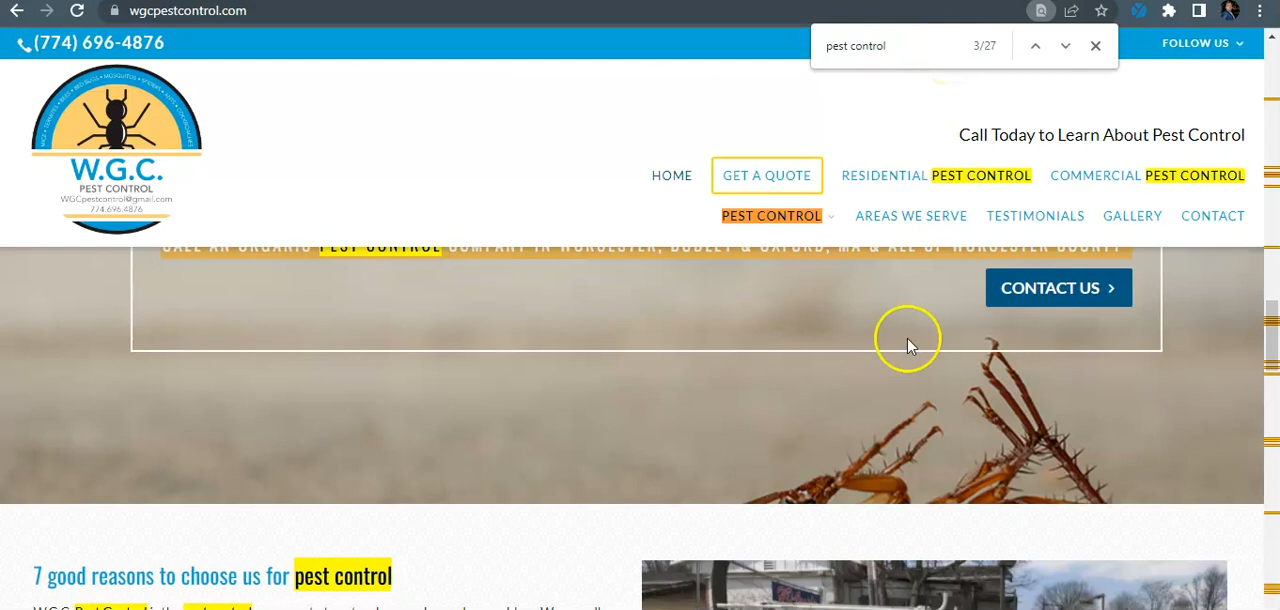 wgcpestcontrol.com
pest control 3/27
(774) 696-4876
FOLLOW US
W.G.C.
PEST CONTROL
WGCpestcontrol@gmail.com
774.696.4876
Call Today to Learn About Pest Control
HOME GET A QUOTE RESIDENTIAL PEST CONTROL COMMERCIAL PEST CONTROL
PEST CONTROL AREAS WE SERVE TESTIMONIALS GALLERY CONTACT
CALL AN ORGANIC PEST CONTROL COMPANY IN WORCESTER, DUDLEY & OXFORD, MA & ALL OF WORCESTER COUNTY
CONTACT US >
7 good reasons to choose us for pest control